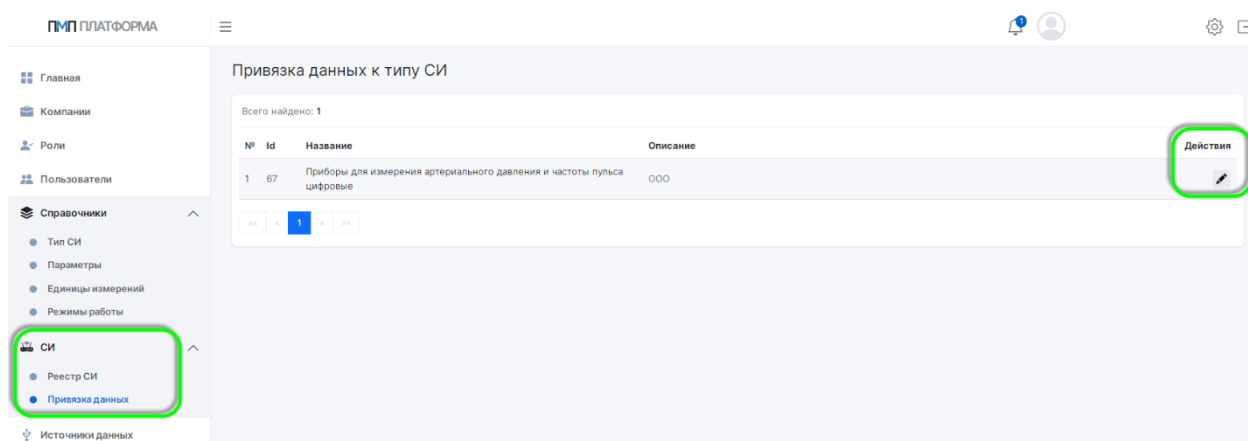 ПМП ПЛАТФОРМА
1
Главная
Компании
Роли
Пользователи
Справочники
Тип СИ
Параметры
Единицы измерений
Режимы работы
СИ
Реестр СИ
Привязка данных
Источники данных
Привязка данных к типу СИ
Всего найдено: 1
№ Id Название Описание Действия
1 67 Приборы для измерения артериального давления и частоты пульса
цифровые ООО
«« « 1 » »»